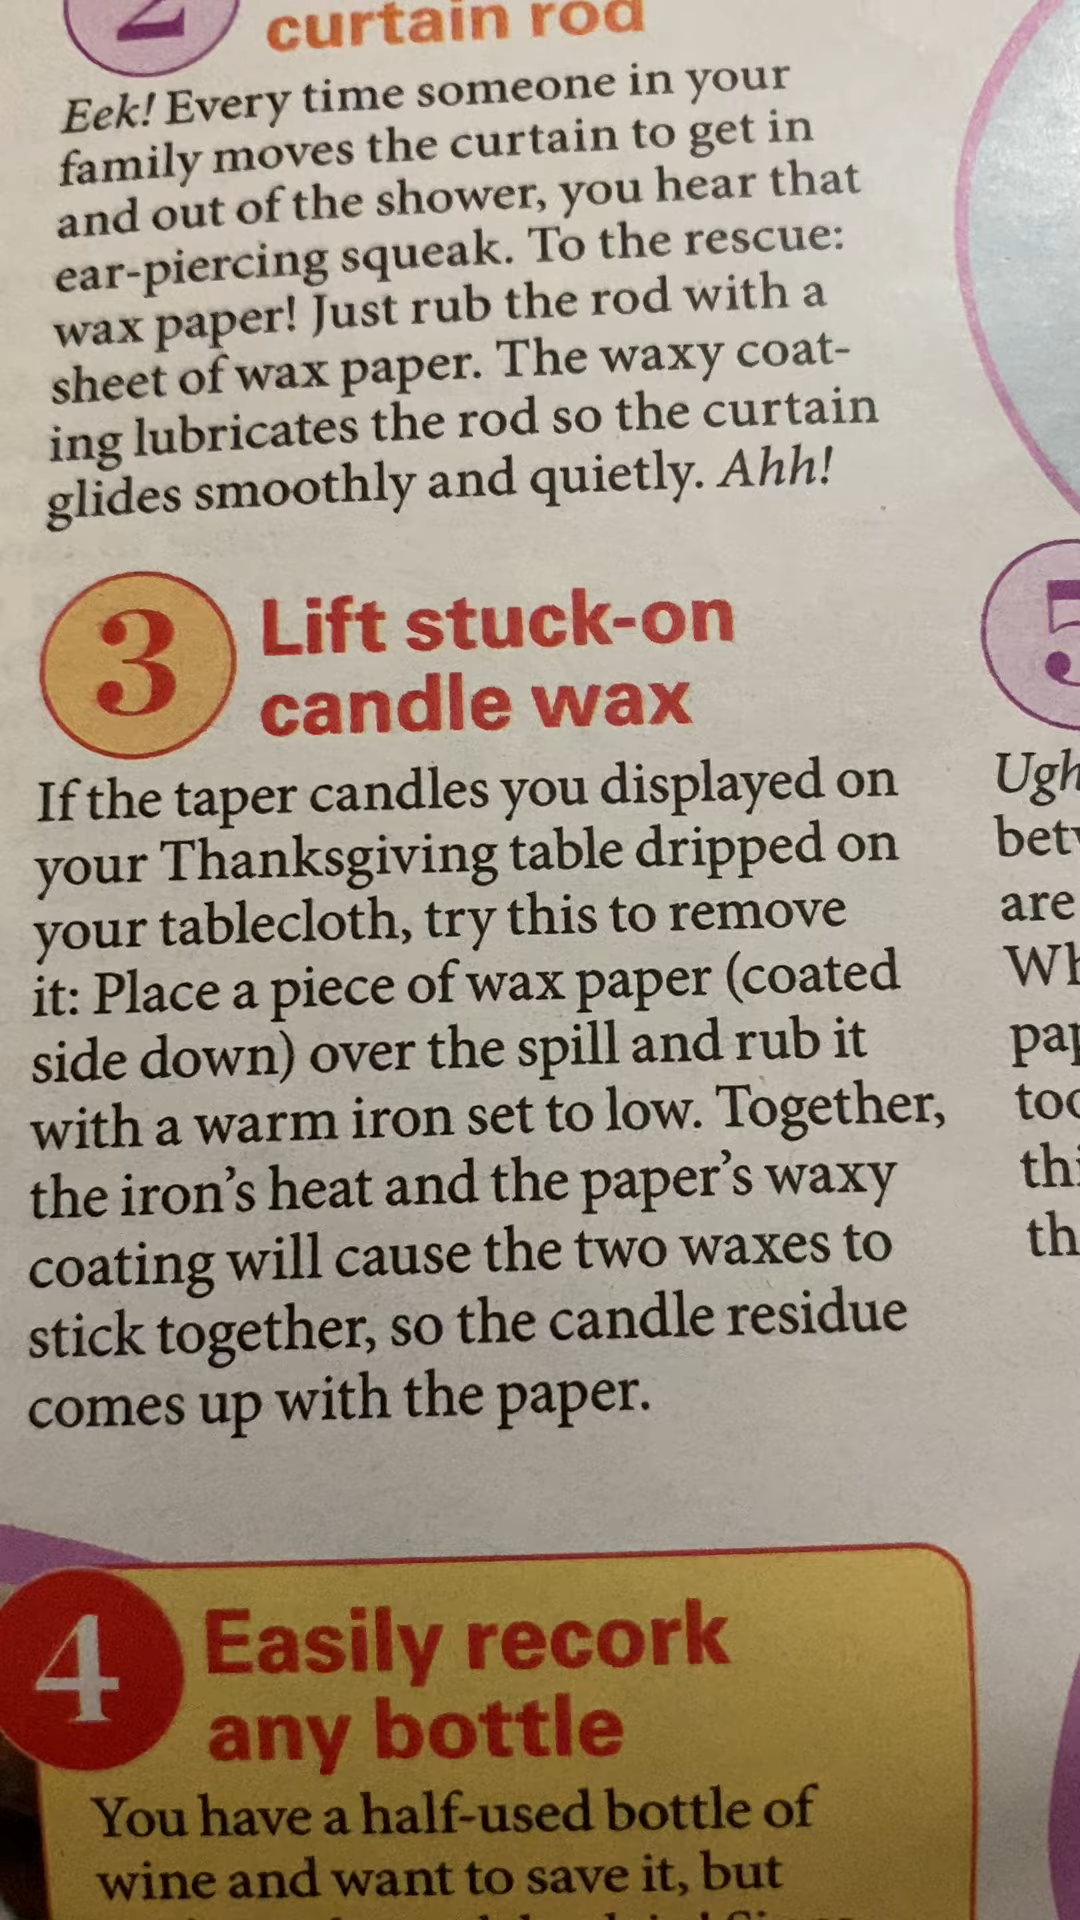 2
curtain rod
Eek! Every time someone in your
family moves the curtain to get in
and out of the shower, you hear that
ear-piercing squeak. To the rescue:
wax paper! Just rub the rod with a
sheet of wax paper. The waxy coat-
ing lubricates the rod so the curtain
glides smoothly and quietly. Ahh!
3
Lift stuck-on
candle wax
If the taper candles you displayed on
your Thanksgiving table dripped on
your tablecloth, try this to remove
it: Place a piece of wax paper (coated
side down) over the spill and rub it
with a warm iron set to low. Together,
the iron's heat and the paper's waxy
coating will cause the two waxes to
stick together, so the candle residue
comes up with the paper.
4
Easily recork
any bottle
You have a half-used bottle of
wine and want to save it, but
5
Ugh
are